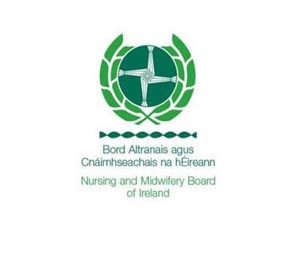 Bord Altranais agus
Cnáimhseachais na hÉireann
Nursing and Midwifery Board
of Ireland